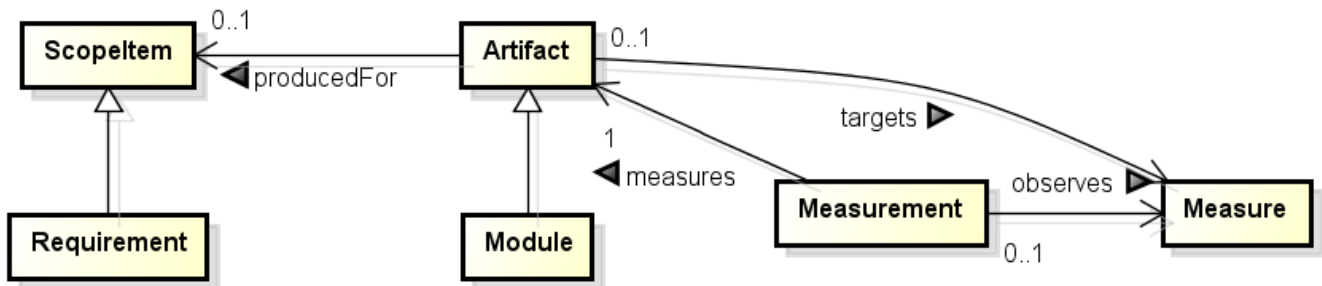 0..1
ScopeItem
Artifact
0..1
producedFor
targets
1
measures
observes
Measurement
Measure
Requirement
Module
0..1